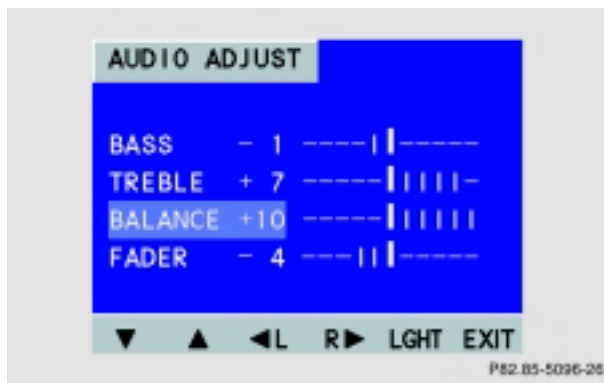 AUDIO ADJUST
BASS - 1 ----||-----
TREBLE + 7 -----|||||-
BALANCE +10 -----||||||
FADER - 4 ---|||-----
▼ ▲ ◀L R▶ LGHT EXIT
P82.85-5096-26